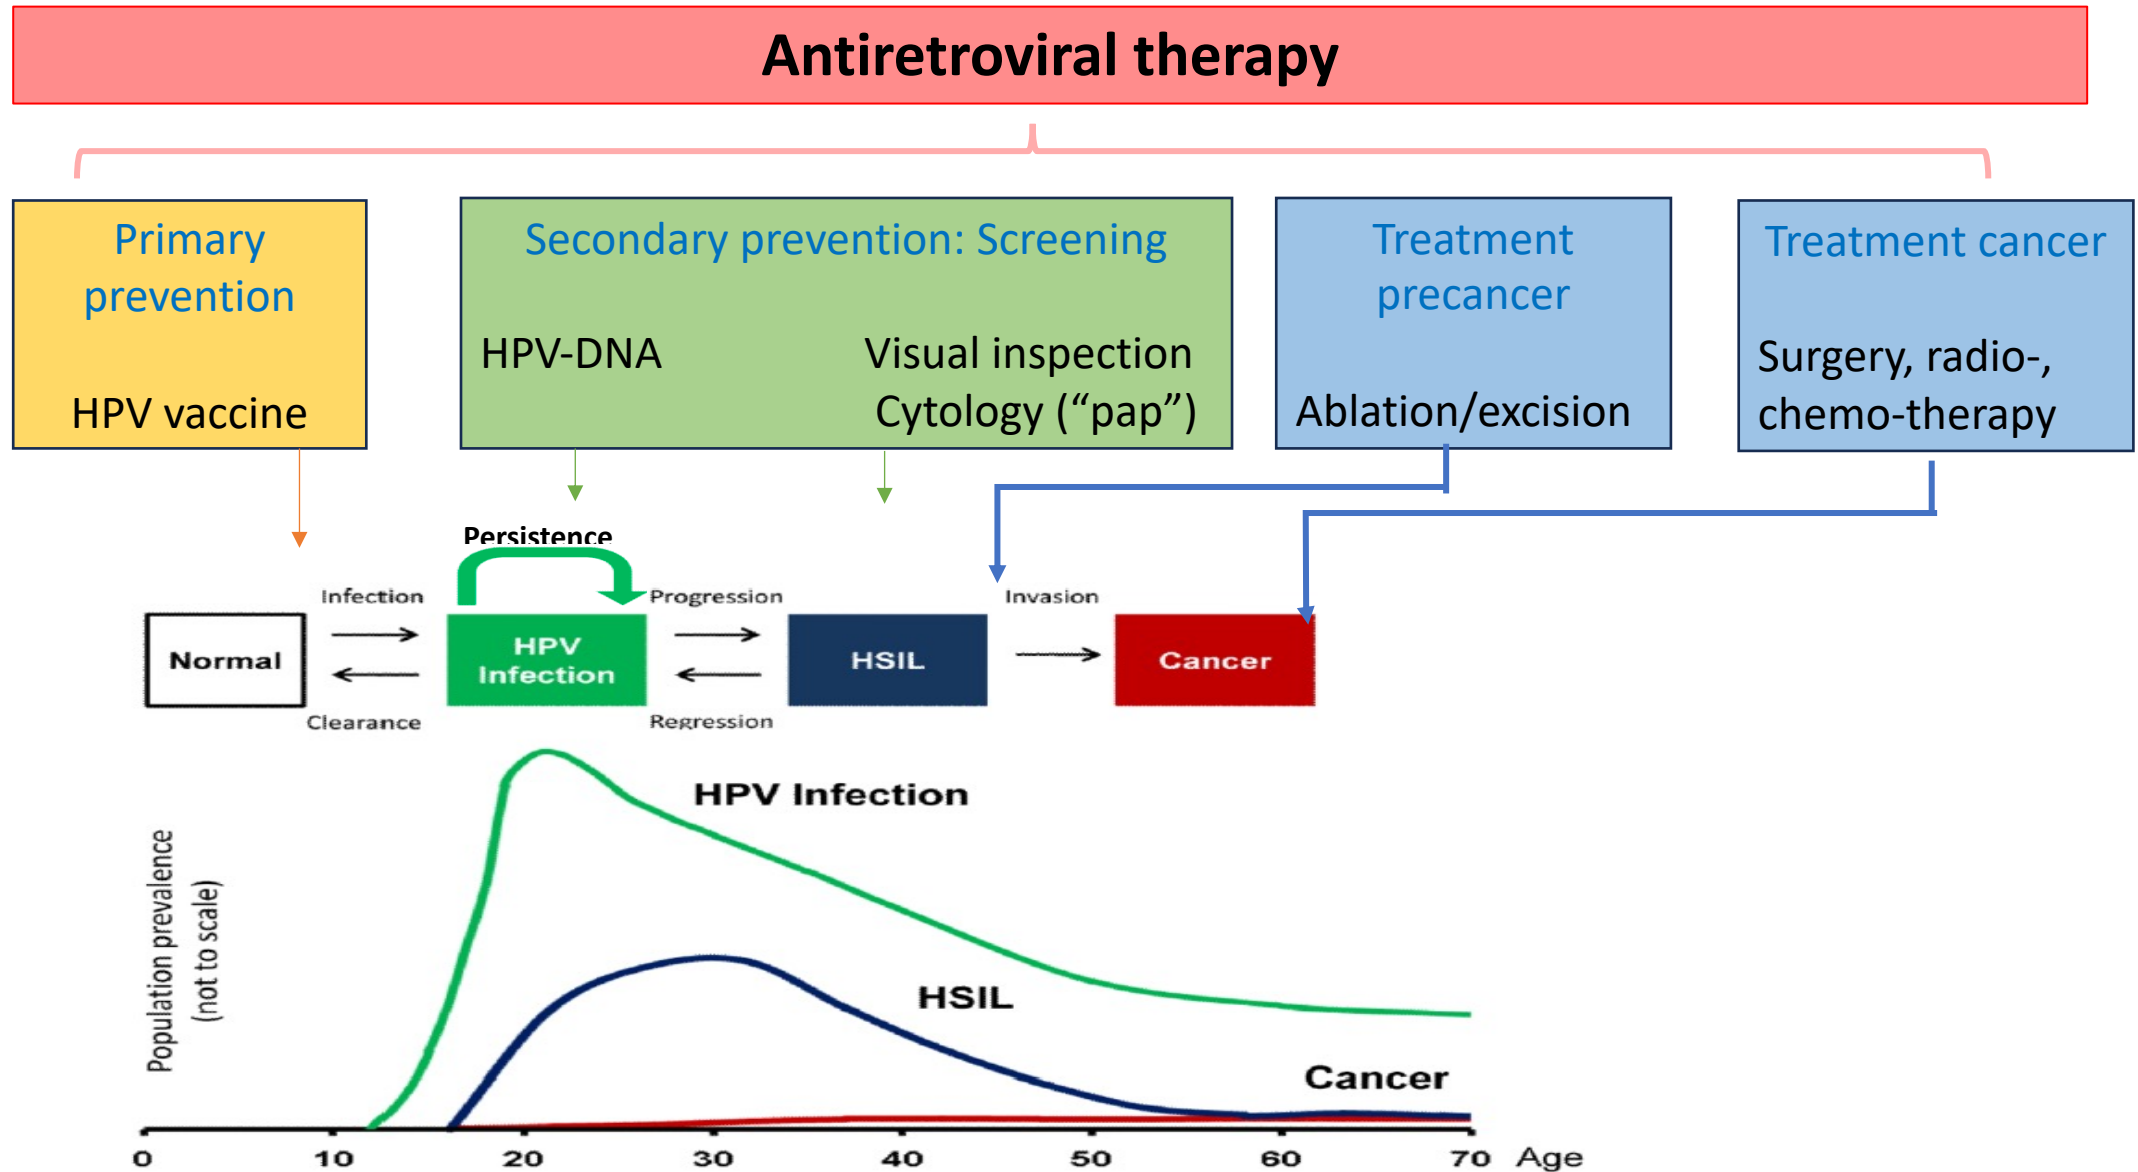 Antiretroviral therapy
Primary
prevention
HPV vaccine
Secondary prevention: Screening
HPV-DNA
Visual inspection
Cytology (“pap”)
Treatment
precancer
Ablation/excision
Treatment cancer
Surgery, radio-,
chemo-therapy
Persistence
Infection
Progression
Invasion
Normal
HPV
Infection
HSIL
Cancer
Clearance
Regression
HPV Infection
HSIL
Cancer
Population prevalence
(not to scale)
0 10 20 30 40 50 60 70 Age